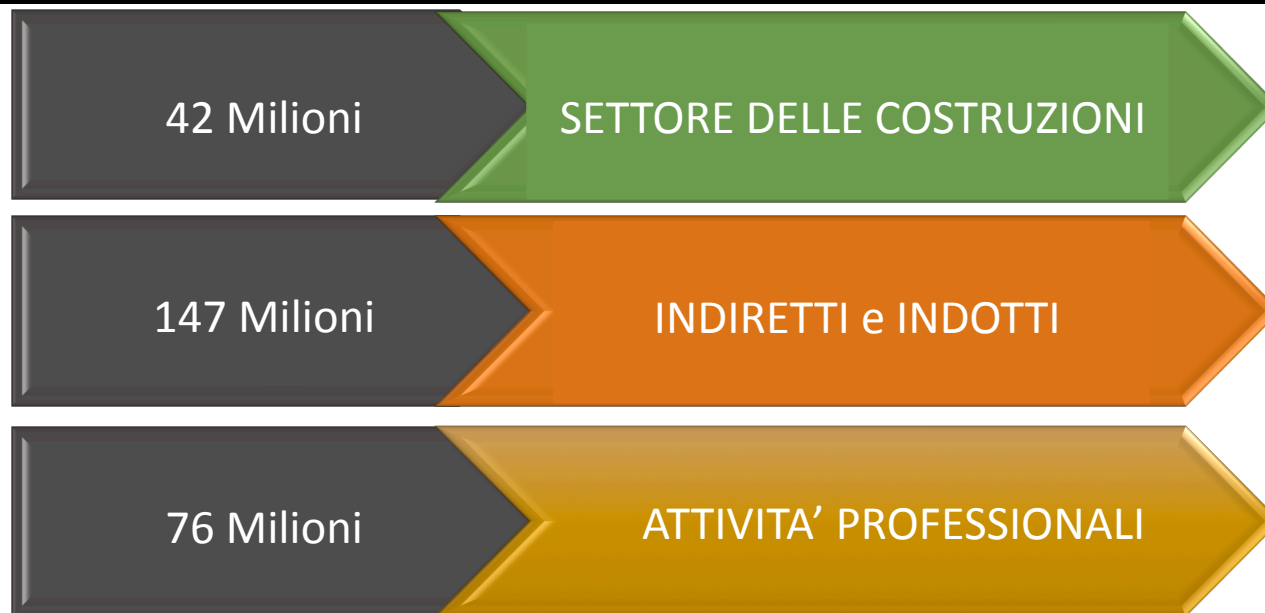 42 Milioni
SETTORE DELLE COSTRUZIONI
147 Milioni
INDIRETTI e INDOTTI
76 Milioni
ATTIVITA’ PROFESSIONALI